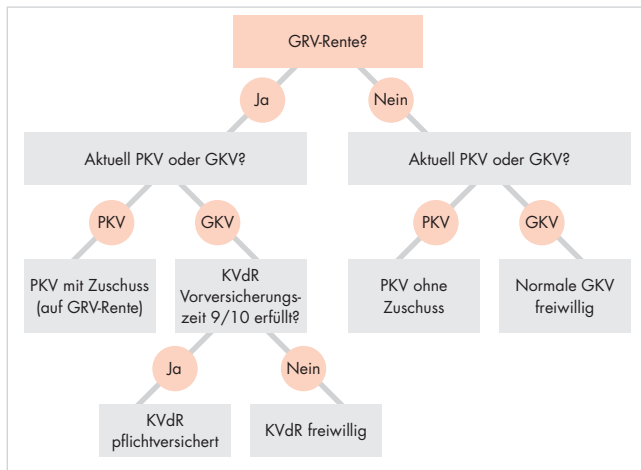 GRV-Rente?
Ja
Nein
Aktuell PKV oder GKV?
Aktuell PKV oder GKV?
PKV
GKV
PKV
GKV
PKV mit Zuschuss
(auf GRV-Rente)
KVdR
Vorversicherungs-
zeit 9/10 erfüllt?
PKV ohne
Zuschuss
Normale GKV
freiwillig
Ja
Nein
KVdR
pflichtversichert
KVdR freiwillig